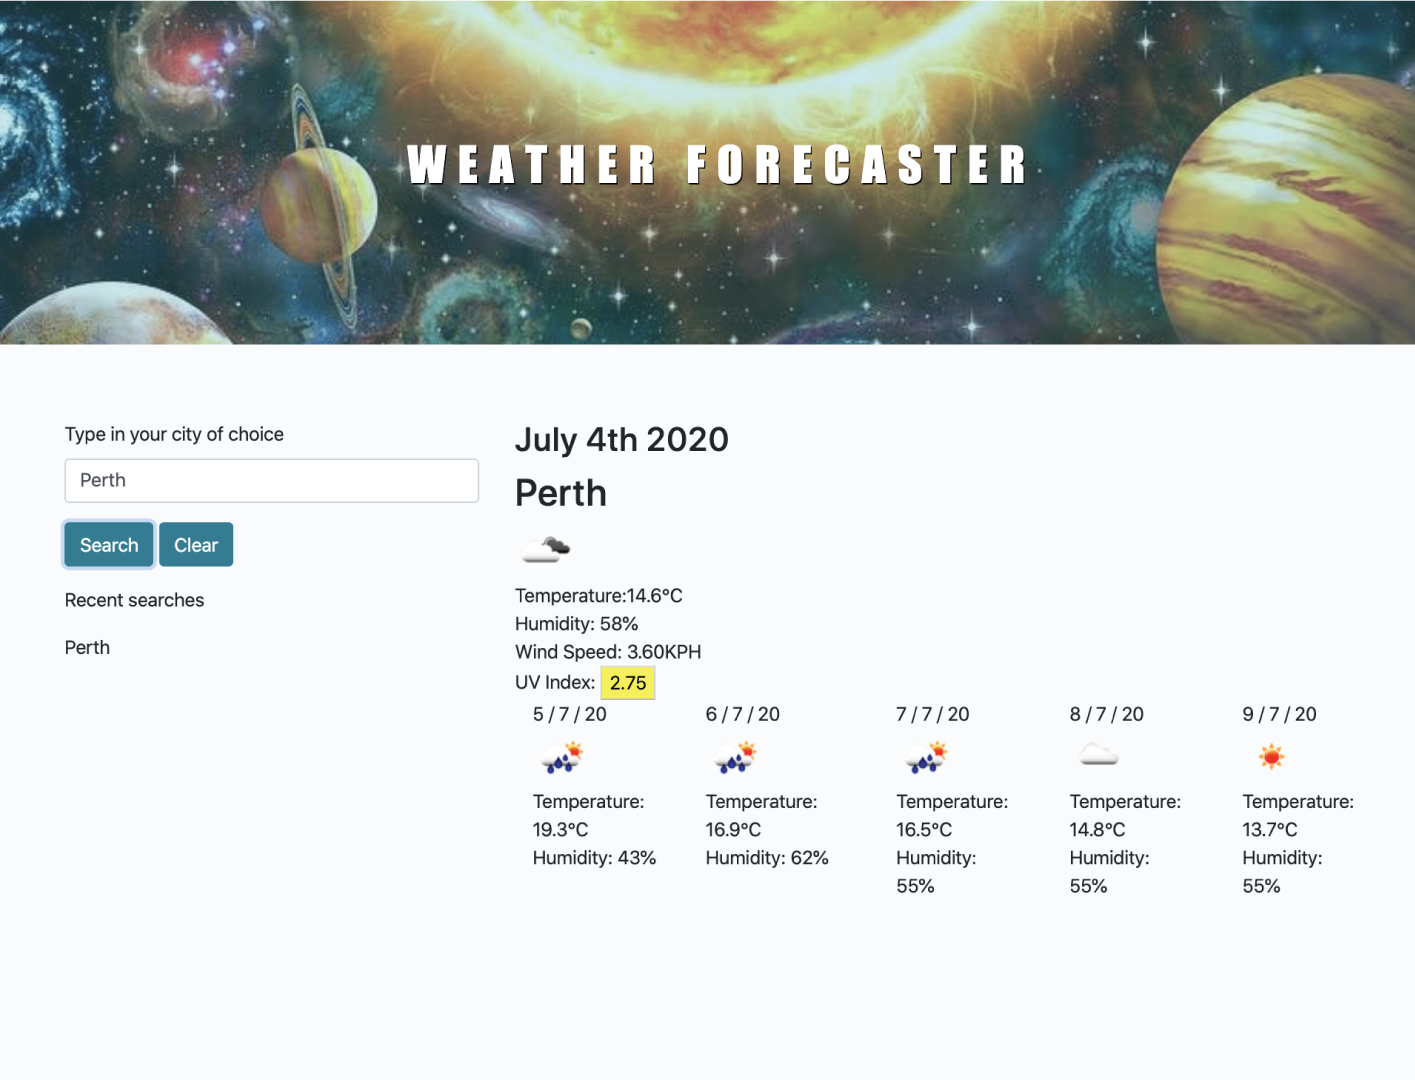 WEATHER FORECASTER
Type in your city of choice
Perth
Search Clear
Recent searches
Perth
July 4th 2020
Perth
Temperature:14.6°C
Humidity: 58%
Wind Speed: 3.60KPH
UV Index: 2.75
5 / 7 / 20
Temperature:
19.3°C
Humidity: 43%
6 / 7 / 20
Temperature:
16.9°C
Humidity: 62%
7 / 7 / 20
Temperature:
16.5°C
Humidity:
55%
8 / 7 / 20
Temperature:
14.8°C
Humidity:
55%
9 / 7 / 20
Temperature:
13.7°C
Humidity:
55%